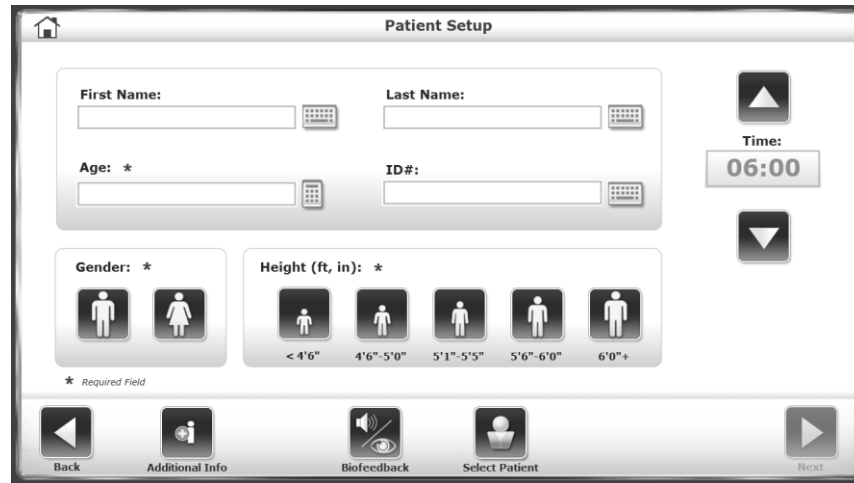 Patient Setup
First Name:
Last Name:
Time:
06:00
Age: *
ID#:
Gender: *
Height (ft, in): *
< 4'6"
4'6"-5'0"
5'1"-5'5"
5'6"-6'0"
6'0"+
* Required Field
Back
Additional Info
Biofeedback
Select Patient
Next